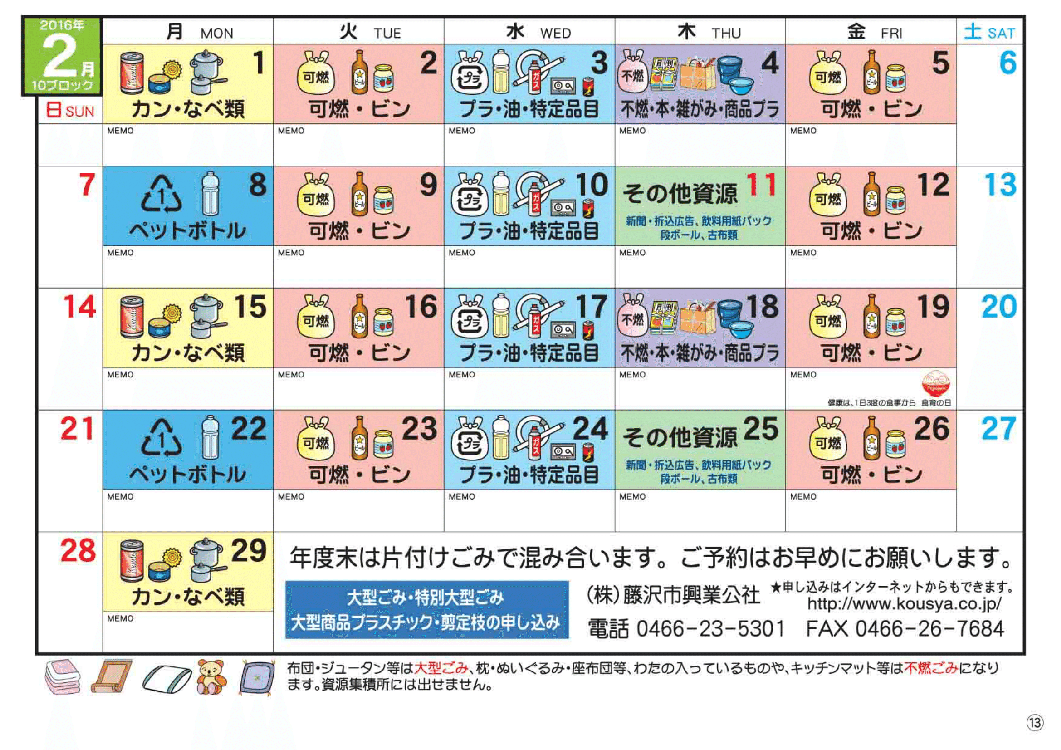 2016年
2月
10ブロック
月 MON 火 TUE 水 WED 木 THU 金 FRI 土 SAT
日 SUN
1 カン・なべ類
可燃 2 可燃・ビン
プラ 3 プラ・油・特定品目
不燃 4 不燃・本・雑がみ・商品プラ
可燃 5 可燃・ビン
6
MEMO MEMO MEMO MEMO MEMO
7
1 8 ペットボトル
可燃 9 可燃・ビン
プラ 10 プラ・油・特定品目
その他資源 11
新聞・折込広告、飲料用紙パック
段ボール、古布類
可燃 12 可燃・ビン
13
MEMO MEMO MEMO MEMO MEMO
14
15 カン・なべ類
可燃 16 可燃・ビン
プラ 17 プラ・油・特定品目
不燃 18 不燃・本・雑がみ・商品プラ
可燃 19 可燃・ビン
20
MEMO MEMO MEMO MEMO MEMO
健康は、1日3度の食事から 食育の日
21
1 22 ペットボトル
可燃 23 可燃・ビン
プラ 24 プラ・油・特定品目
その他資源 25
新聞・折込広告、飲料用紙パック
段ボール、古布類
可燃 26 可燃・ビン
27
MEMO MEMO MEMO MEMO MEMO
28
29 カン・なべ類
MEMO
年度末は片付けごみで混み合います。ご予約はお早めにお願いします。
大型ごみ・特別大型ごみ
大型商品プラスチック・剪定枝の申し込み
(株)藤沢市興業公社
★申し込みはインターネットからもできます。
http://www.kousya.co.jp/
電話 0466-23-5301 FAX 0466-26-7684
布団・ジュータン等は大型ごみ、枕・ぬいぐるみ・座布団等、わたの入っているものや、キッチンマット等は不燃ごみになり
ます。資源集積所には出せません。
⑬